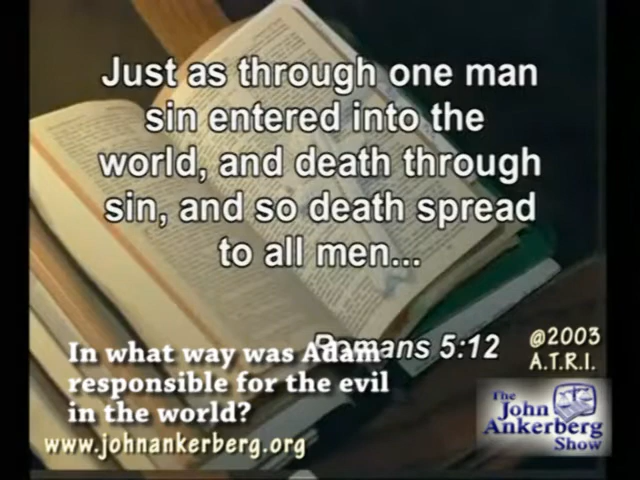 Just as through one man
sin entered into the
world, and death through
sin, and so death spread
to all men...
Romans 5:12
In what way was Adam
responsible for the evil
in the world?
www.johnankerberg.org
@2003
A.T.R.I.
The
John
Ankerberg
Show